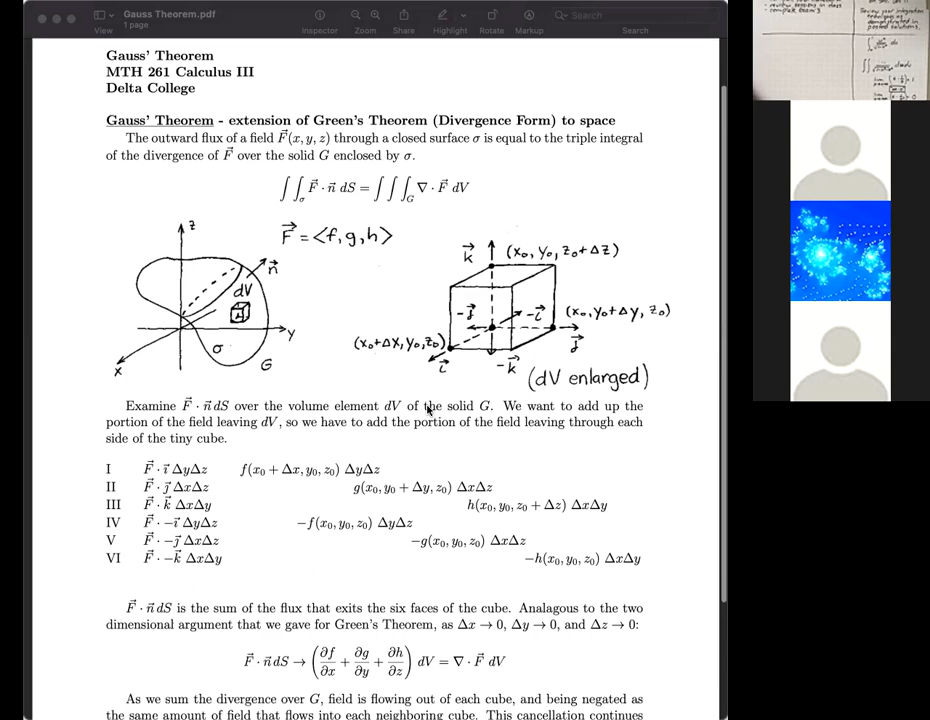 Gauss Theorem.pdf
1 page
View
Inspector
Zoom
Share
Highlight
Rotate
Markup
Search
Search
Gauss' Theorem
MTH 261 Calculus III
Delta College
Gauss' Theorem - extension of Green's Theorem (Divergence Form) to space
The outward flux of a field F⃗(x, y, z) through a closed surface σ is equal to the triple integral
of the divergence of F⃗ over the solid G enclosed by σ.
∫∫_σ F⃗ · n⃗ dS = ∫∫∫_G ∇ · F⃗ dV
F⃗ = <f, g, h>
z
n⃗
dV
y
x
σ
G
k⃗
(x₀, y₀, z₀+Δz)
-j⃗
-i⃗
(x₀, y₀+Δy, z₀)
(x₀+Δx, y₀, z₀)
j⃗
i⃗
-k⃗
(dV enlarged)
Examine F⃗ · n⃗ dS over the volume element dV of the solid G. We want to add up the
portion of the field leaving dV, so we have to add the portion of the field leaving through each
side of the tiny cube.
I F⃗ · i⃗ ΔyΔz f(x₀ + Δx, y₀, z₀) ΔyΔz
II F⃗ · j⃗ ΔxΔz g(x₀, y₀ + Δy, z₀) ΔxΔz
III F⃗ · k⃗ ΔxΔy h(x₀, y₀, z₀ + Δz) ΔxΔy
IV F⃗ · −i⃗ ΔyΔz −f(x₀, y₀, z₀) ΔyΔz
V F⃗ · −j⃗ ΔxΔz −g(x₀, y₀, z₀) ΔxΔz
VI F⃗ · −k⃗ ΔxΔy −h(x₀, y₀, z₀) ΔxΔy
F⃗ · n⃗ dS is the sum of the flux that exits the six faces of the cube. Analagous to the two
dimensional argument that we gave for Green's Theorem, as Δx → 0, Δy → 0, and Δz → 0:
F⃗ · n⃗ dS → (∂f/∂x + ∂g/∂y + ∂h/∂z) dV = ∇ · F⃗ dV
As we sum the divergence over G, field is flowing out of each cube, and being negated as
the same amount of field that flows into each neighboring cube. This cancellation continues